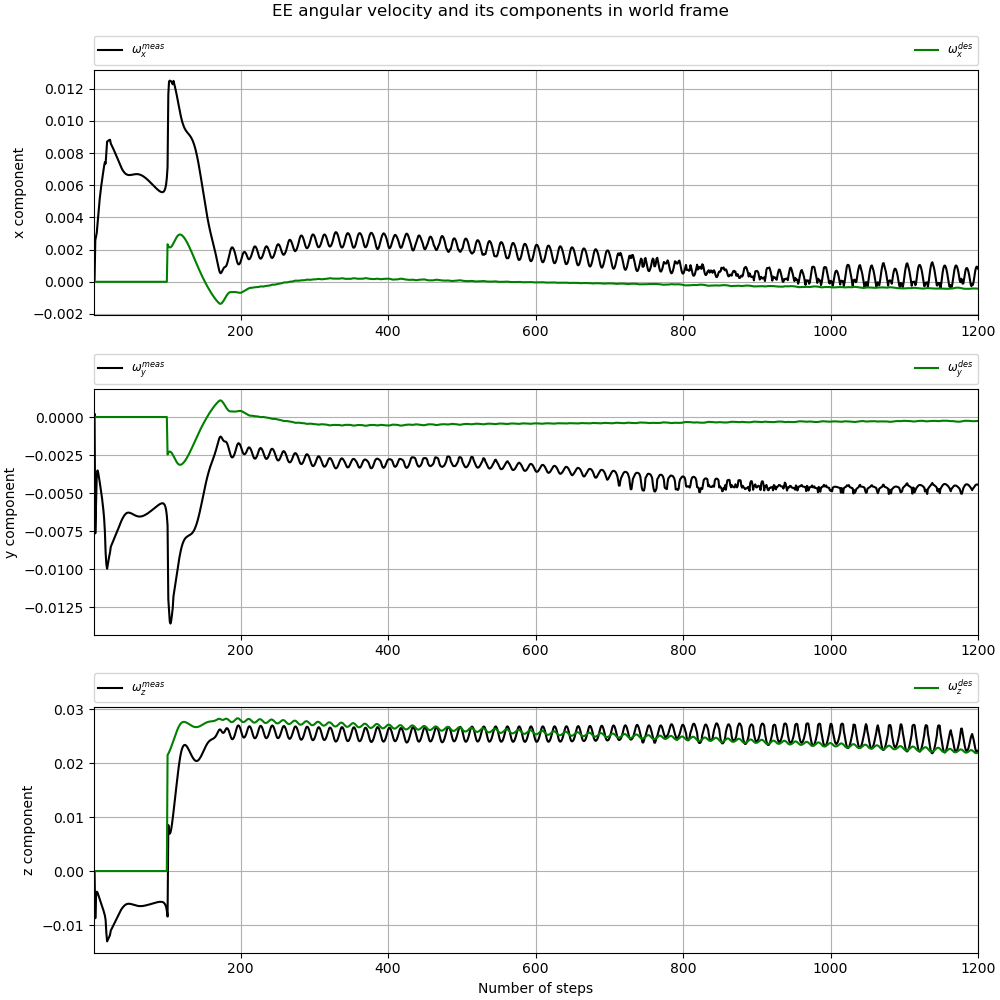 EE angular velocity and its components in world frame
ω_x^{meas} ω_x^{des}
x component
0.012
0.010
0.008
0.006
0.004
0.002
0.000
−0.002
200 400 600 800 1000 1200
ω_y^{meas} ω_y^{des}
y component
0.0000
−0.0025
−0.0050
−0.0075
−0.0100
−0.0125
200 400 600 800 1000 1200
ω_z^{meas} ω_z^{des}
z component
0.03
0.02
0.01
0.00
−0.01
200 400 600 800 1000 1200
Number of steps